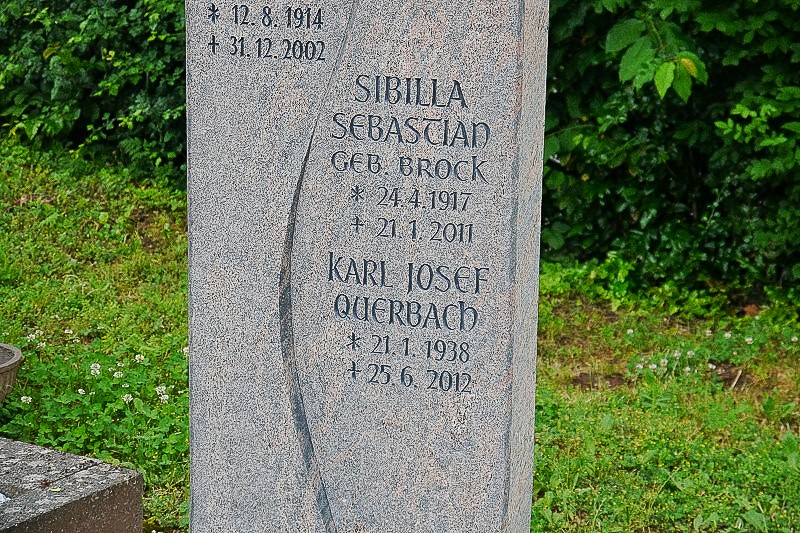 * 12. 8. 1914
+ 31. 12. 2002
SIBILLA
SEBASTIAN
GEB. BROCK
* 24. 4. 1917
+ 21. 1. 2011
KARL JOSEF
QUERBACH
* 21. 1. 1938
+ 25. 6. 2012